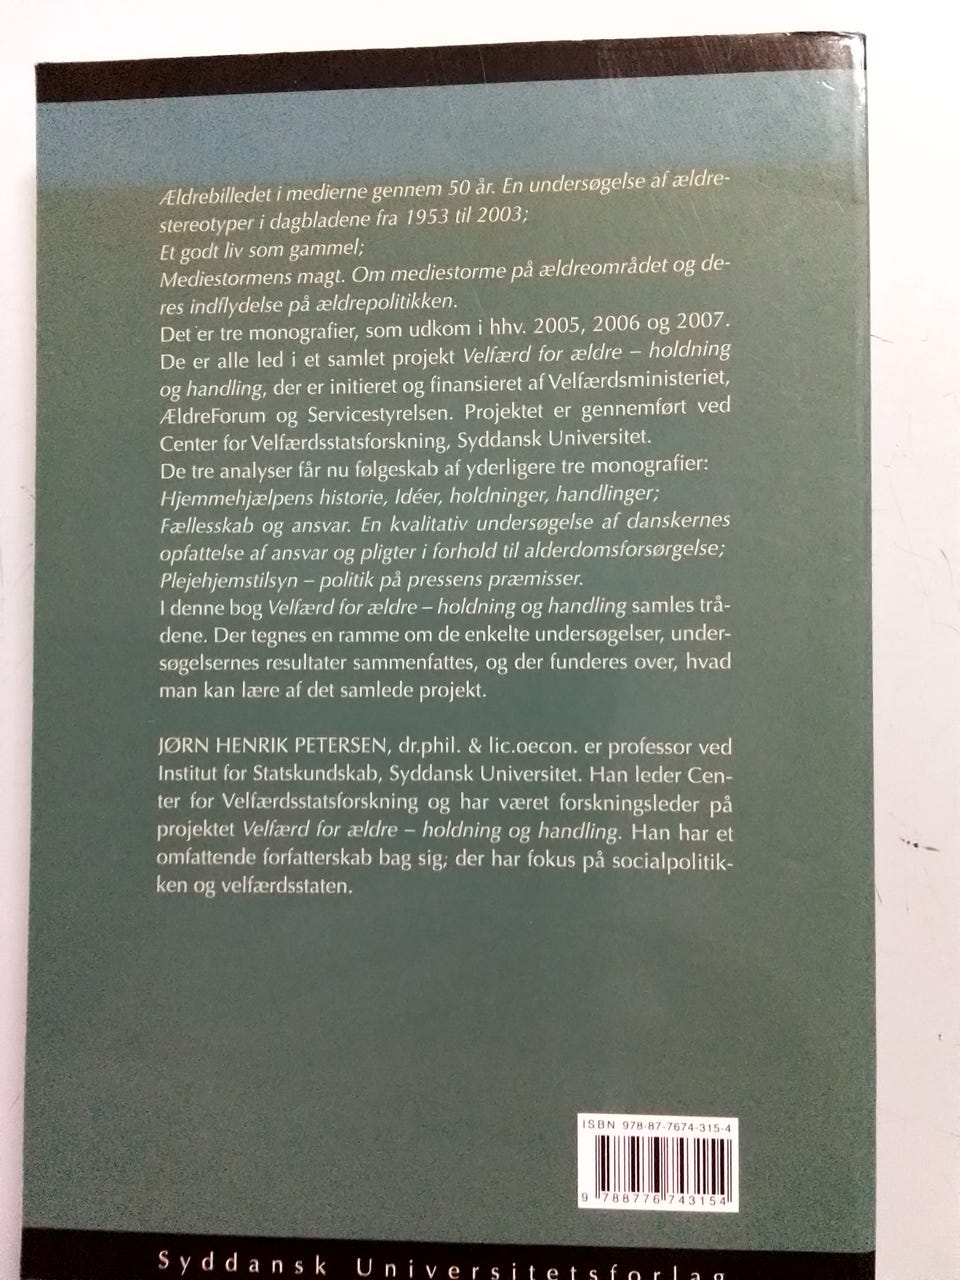 Ældrebilledet i medierne gennem 50 år. En undersøgelse af ældre-
stereotyper i dagbladene fra 1953 til 2003;
Et godt liv som gammel;
Mediestormens magt. Om mediestorme på ældreområdet og de-
res indflydelse på ældrepolitikken.
Det er tre monografier, som udkom i hhv. 2005, 2006 og 2007.
De er alle led i et samlet projekt Velfærd for ældre – holdning
og handling, der er initieret og finansieret af Velfærdsministeriet,
ÆldreForum og Servicestyrelsen. Projektet er gennemført ved
Center for Velfærdsstatsforskning, Syddansk Universitet.
De tre analyser får nu følgeskab af yderligere tre monografier:
Hjemmehjælpens historie, Idéer, holdninger, handlinger;
Fællesskab og ansvar. En kvalitativ undersøgelse af danskernes
opfattelse af ansvar og pligter i forhold til alderdomsforsørgelse;
Plejehjemstilsyn – politik på pressens præmisser.
I denne bog Velfærd for ældre – holdning og handling samles trå-
dene. Der tegnes en ramme om de enkelte undersøgelser, under-
søgelsernes resultater sammenfattes, og der funderes over, hvad
man kan lære af det samlede projekt.
JØRN HENRIK PETERSEN, dr.phil. & lic.oecon. er professor ved
Institut for Statskundskab, Syddansk Universitet. Han leder Cen-
ter for Velfærdsstatsforskning og har været forskningsleder på
projektet Velfærd for ældre – holdning og handling. Han har et
omfattende forfatterskab bag sig, der har fokus på socialpolitik-
ken og velfærdsstaten.
ISBN 978-87-7674-315-4
9 788776 743154
Syddansk Universitetsforlag